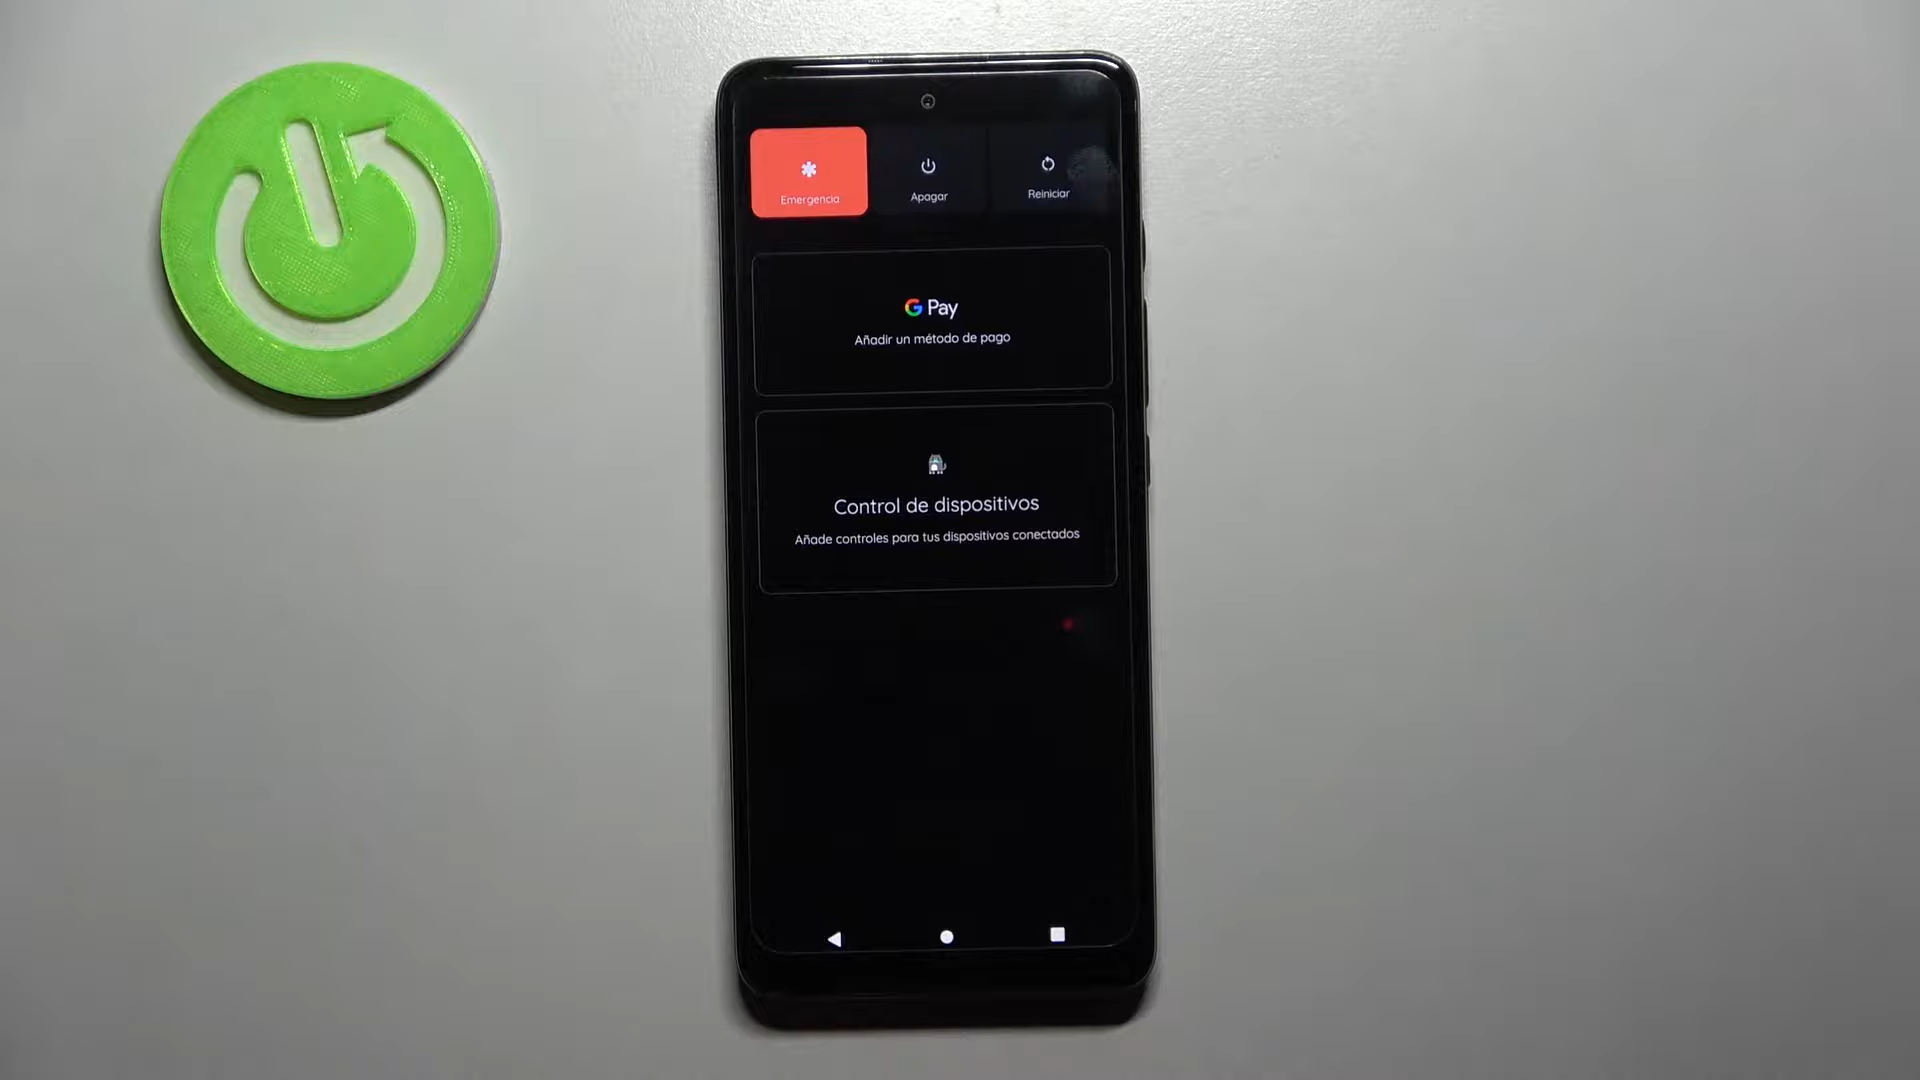 Emergencia
Apagar
Reiniciar
G Pay
Añadir un método de pago
Control de dispositivos
Añade controles para tus dispositivos conectados